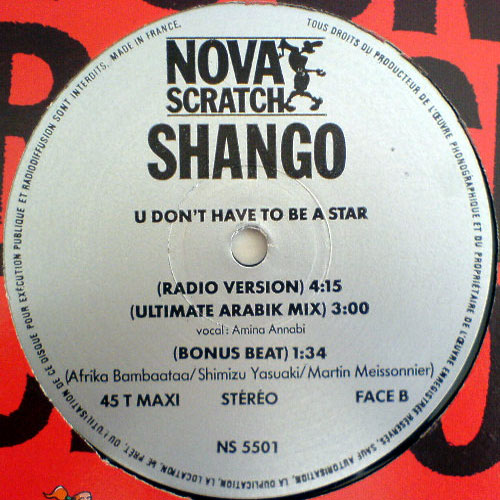 NOVA
SCRATCH
SHANGO
U DON'T HAVE TO BE A STAR
(RADIO VERSION) 4:15
(ULTIMATE ARABIK MIX) 3:00
vocal: Amina Annabi
(BONUS BEAT) 1:34
(Afrika Bambaataa/Shimizu Yasuaki/Martin Meissonnier)
45 T MAXI STÉRÉO FACE B
NS 5501
TOUS DROITS DU PRODUCTEUR DE L'ŒUVRE PHONOGRAPHIQUE ET DU PROPRIÉTAIRE DE L'ŒUVRE ENREGISTRÉE RÉSERVÉS, SAUF AUTORISATION, LA DUPLICATION, LA LOCATION, LE PRÊT, OU L'UTILISATION DE CE DISQUE POUR EXÉCUTION PUBLIQUE ET RADIODIFFUSION SONT INTERDITS. MADE IN FRANCE.